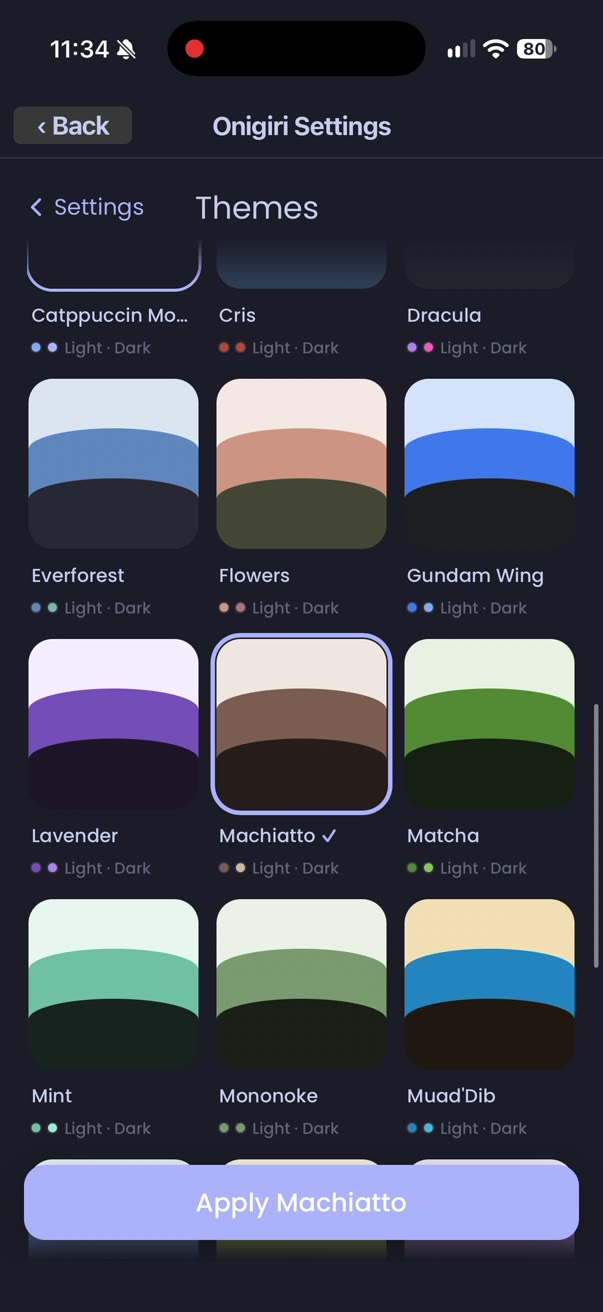 11:34
80
‹ Back
Onigiri Settings
Settings
Themes
Catppuccin Mo...
Cris
Dracula
Light · Dark
Light · Dark
Light · Dark
Everforest
Flowers
Gundam Wing
Light · Dark
Light · Dark
Light · Dark
Lavender
Machiatto ✓
Matcha
Light · Dark
Light · Dark
Light · Dark
Mint
Mononoke
Muad'Dib
Light · Dark
Light · Dark
Light · Dark
Apply Machiatto